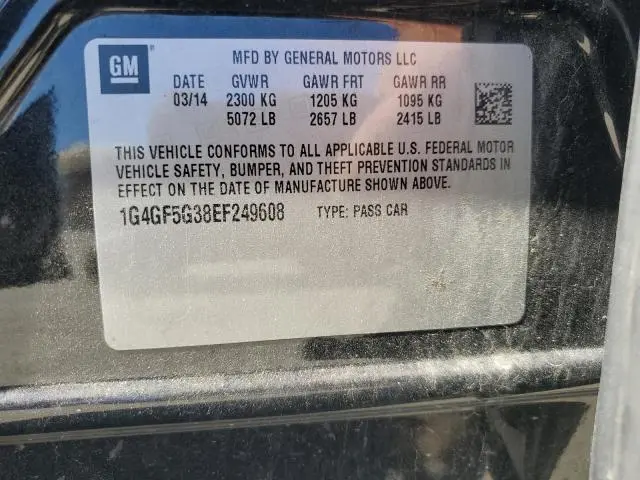 GM ®
MFD BY GENERAL MOTORS LLC
DATE GVWR GAWR FRT GAWR RR
03/14 2300 KG 1205 KG 1095 KG
5072 LB 2657 LB 2415 LB
THIS VEHICLE CONFORMS TO ALL APPLICABLE U.S. FEDERAL MOTOR
VEHICLE SAFETY, BUMPER, AND THEFT PREVENTION STANDARDS IN
EFFECT ON THE DATE OF MANUFACTURE SHOWN ABOVE.
1G4GF5G38EF249608 TYPE: PASS CAR